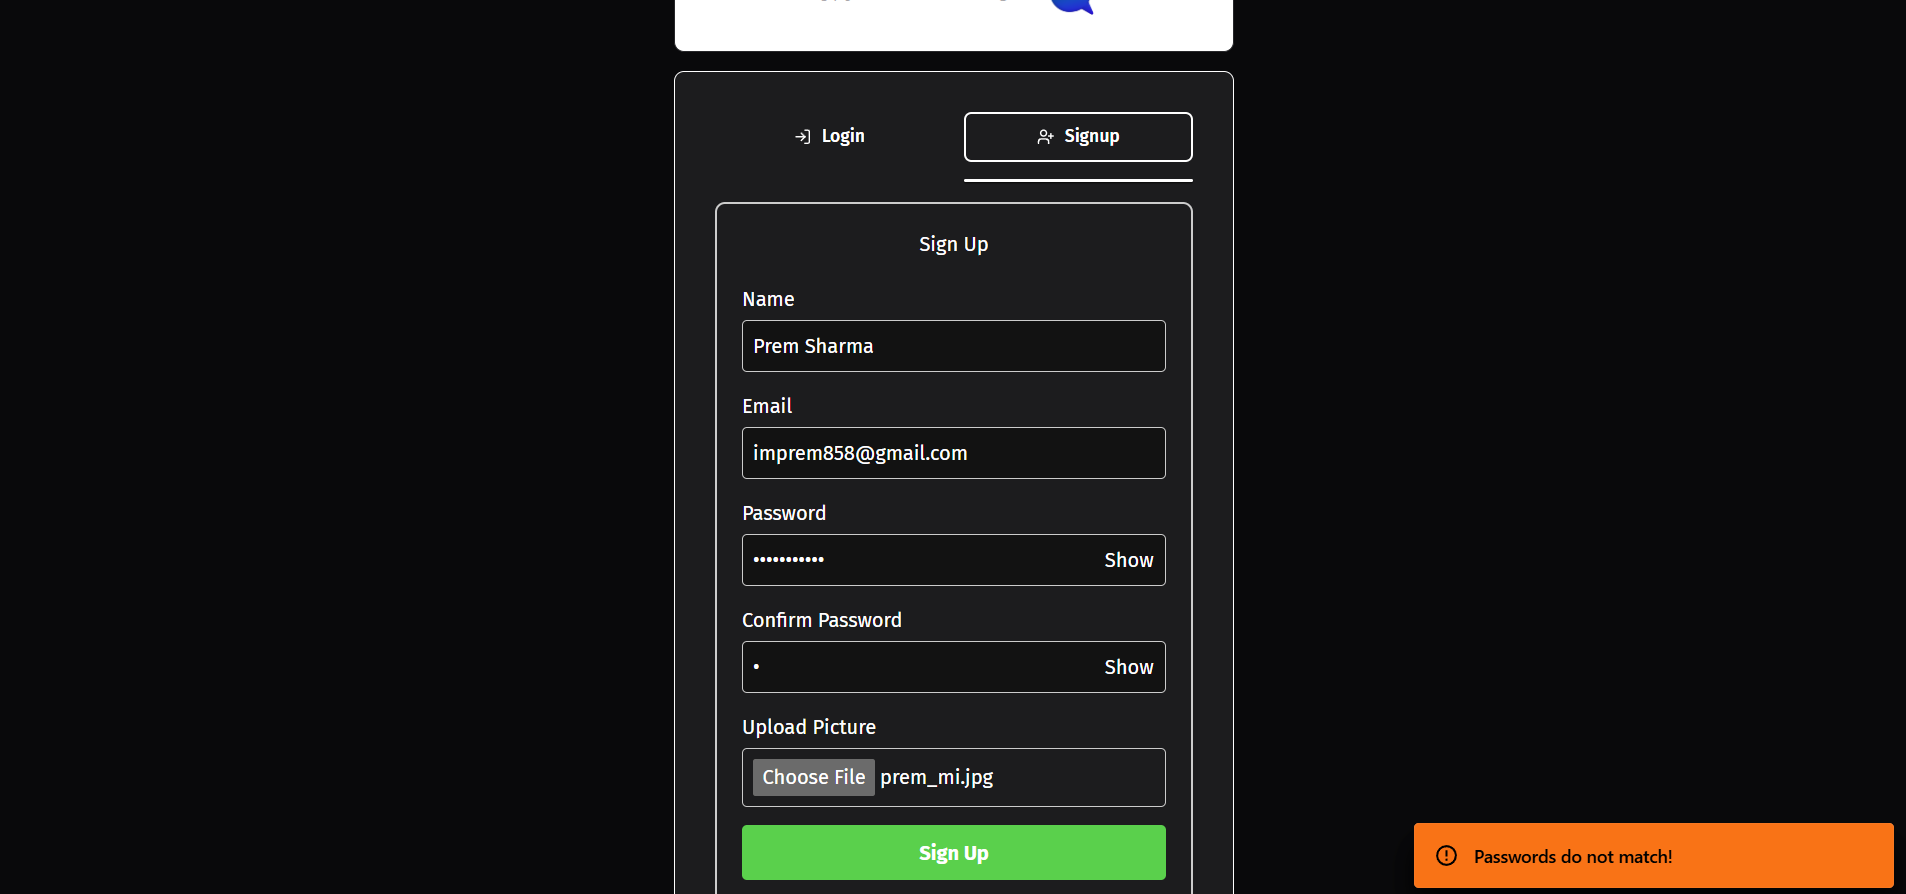 Login
Signup
Sign Up
Name
Prem Sharma
Email
imprem858@gmail.com
Password
•••••••••••
Show
Confirm Password
•
Show
Upload Picture
Choose File prem_mi.jpg
Sign Up
Passwords do not match!